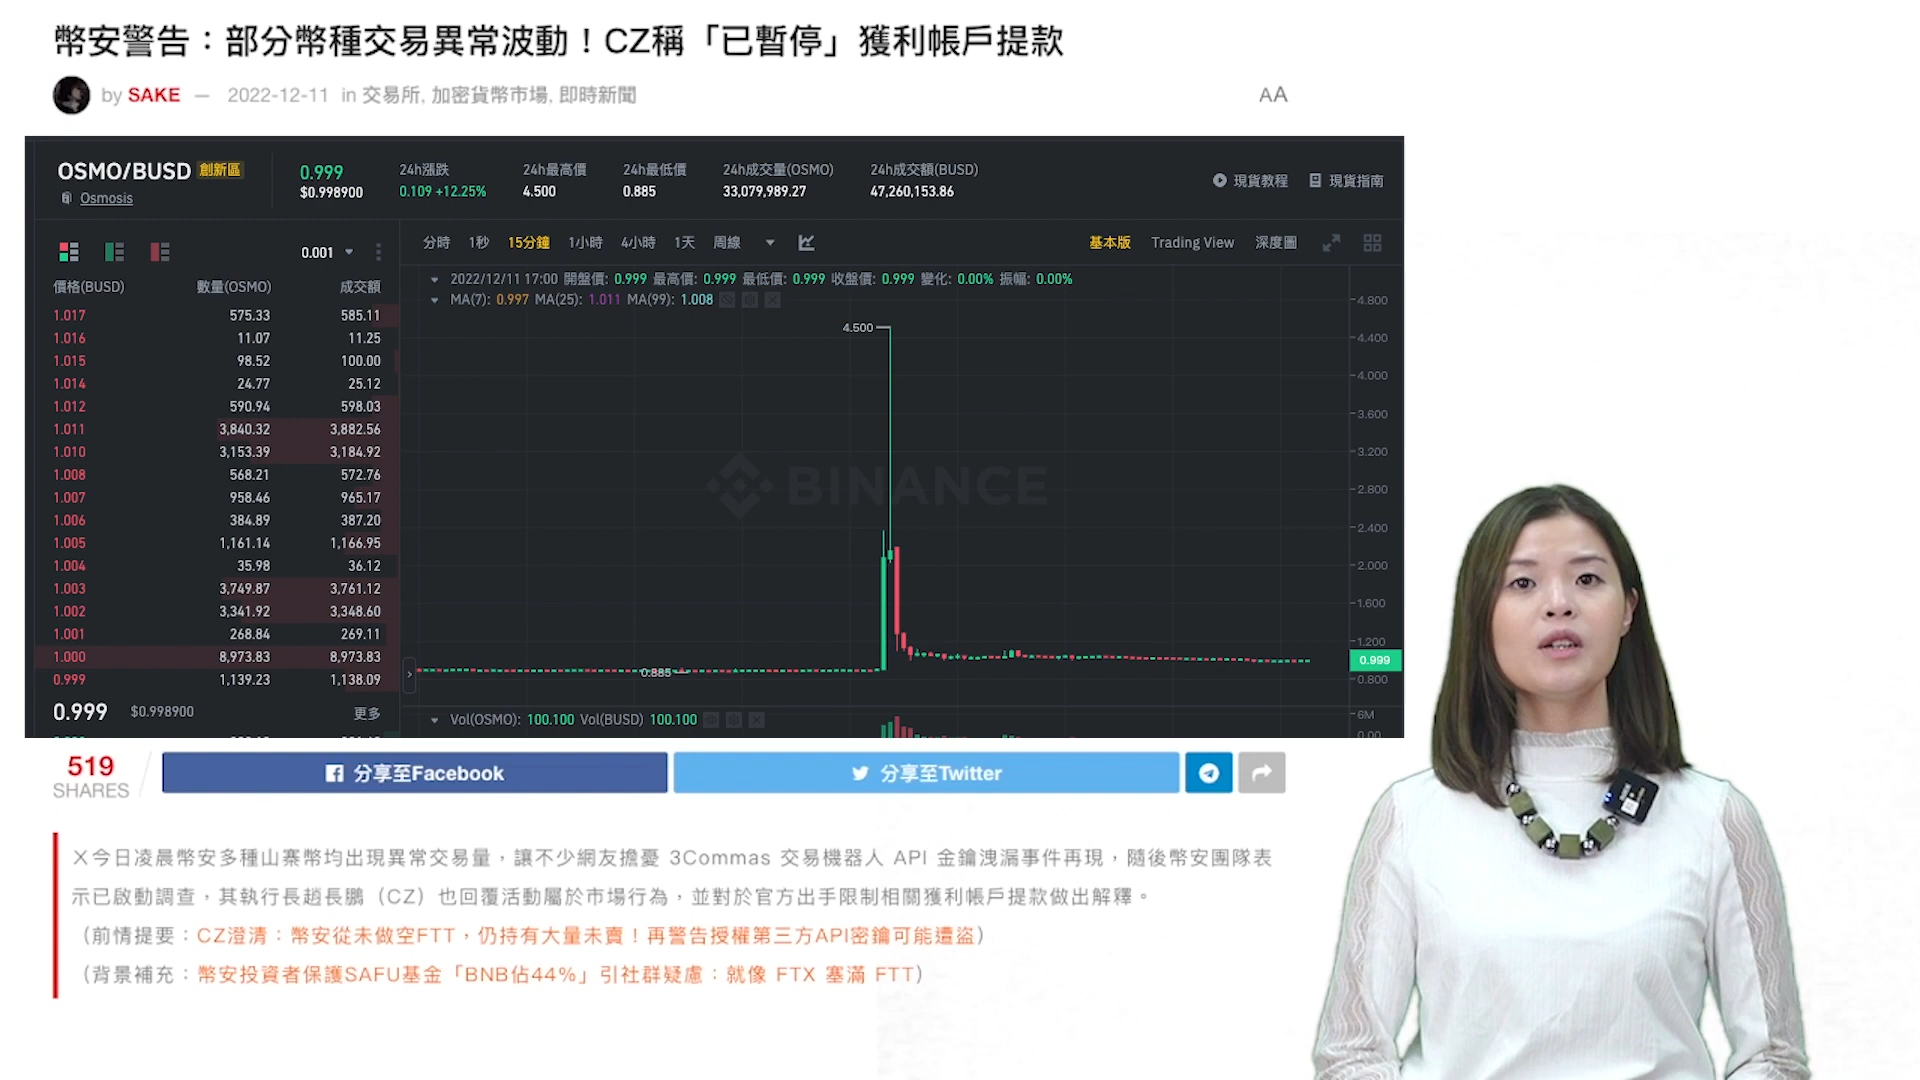 幣安警告：部分幣種交易異常波動！CZ稱「已暫停」獲利帳戶提款
by SAKE — 2022-12-11 in 交易所, 加密貨幣市場, 即時新聞
AA
OSMO/BUSD 創新區
Osmosis
0.999
$0.998900
24h漲跌
0.109 +12.25%
24h最高價
4.500
24h最低價
0.885
24h成交量(OSMO)
33,079,989.27
24h成交額(BUSD)
47,260,153.86
現貨教程 現貨指南
0.001
價格(BUSD) 數量(OSMO) 成交額
1.017 575.33 585.11
1.016 11.07 11.25
1.015 98.52 100.00
1.014 24.77 25.12
1.012 590.94 598.03
1.011 3,840.32 3,882.56
1.010 3,153.39 3,184.92
1.008 568.21 572.76
1.007 958.46 965.17
1.006 384.89 387.20
1.005 1,161.14 1,166.95
1.004 35.98 36.12
1.003 3,749.87 3,761.12
1.002 3,341.92 3,348.60
1.001 268.84 269.11
1.000 8,973.83 8,973.83
0.999 1,139.23 1,138.09
0.999 $0.998900 更多
分時 1秒 15分鐘 1小時 4小時 1天 周線
基本版 Trading View 深度圖
2022/12/11 17:00 開盤價: 0.999 最高價: 0.999 最低價: 0.999 收盤價: 0.999 變化: 0.00% 振幅: 0.00%
MA(7): 0.997 MA(25): 1.011 MA(99): 1.008
4.500
0.885
BINANCE
4.800
4.400
4.000
3.600
3.200
2.800
2.400
2.000
1.600
1.200
0.999
0.800
6M
0.00
Vol(OSMO): 100.100 Vol(BUSD) 100.100
519
SHARES
分享至Facebook
分享至Twitter
X今日凌晨幣安多種山寨幣均出現異常交易量，讓不少網友擔憂 3Commas 交易機器人 API 金鑰洩漏事件再現，隨後幣安團隊表
示已啟動調查，其執行長趙長鵬（CZ）也回覆活動屬於市場行為，並對於官方出手限制相關獲利帳戶提款做出解釋。
（前情提要：CZ澄清：幣安從未做空FTT，仍持有大量未賣！再警告授權第三方API密鑰可能遭盜）
（背景補充：幣安投資者保護SAFU基金「BNB佔44%」引社群疑慮：就像 FTX 塞滿 FTT）